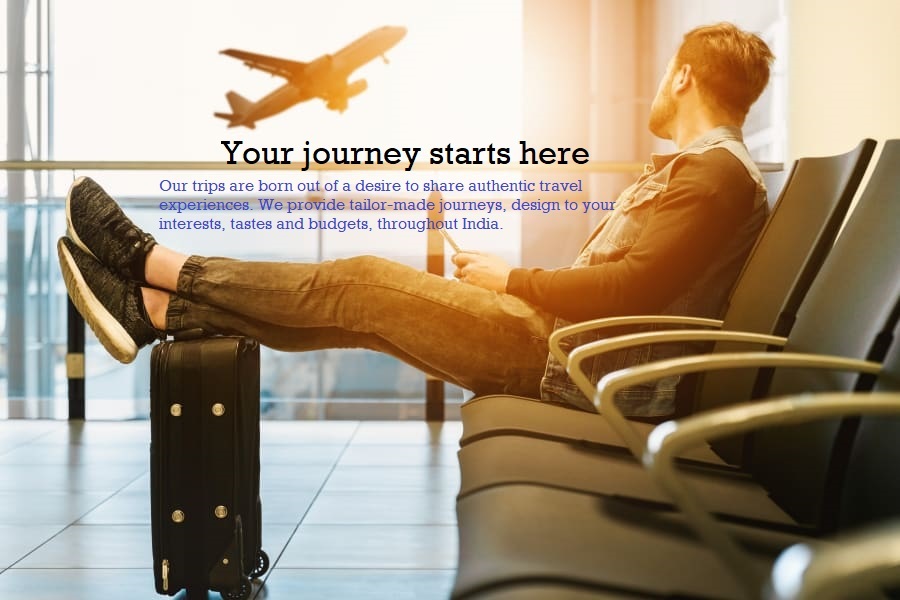 Your journey starts here
Our trips are born out of a desire to share authentic travel
experiences. We provide tailor-made journeys, design to your
interests, tastes and budgets, throughout India.